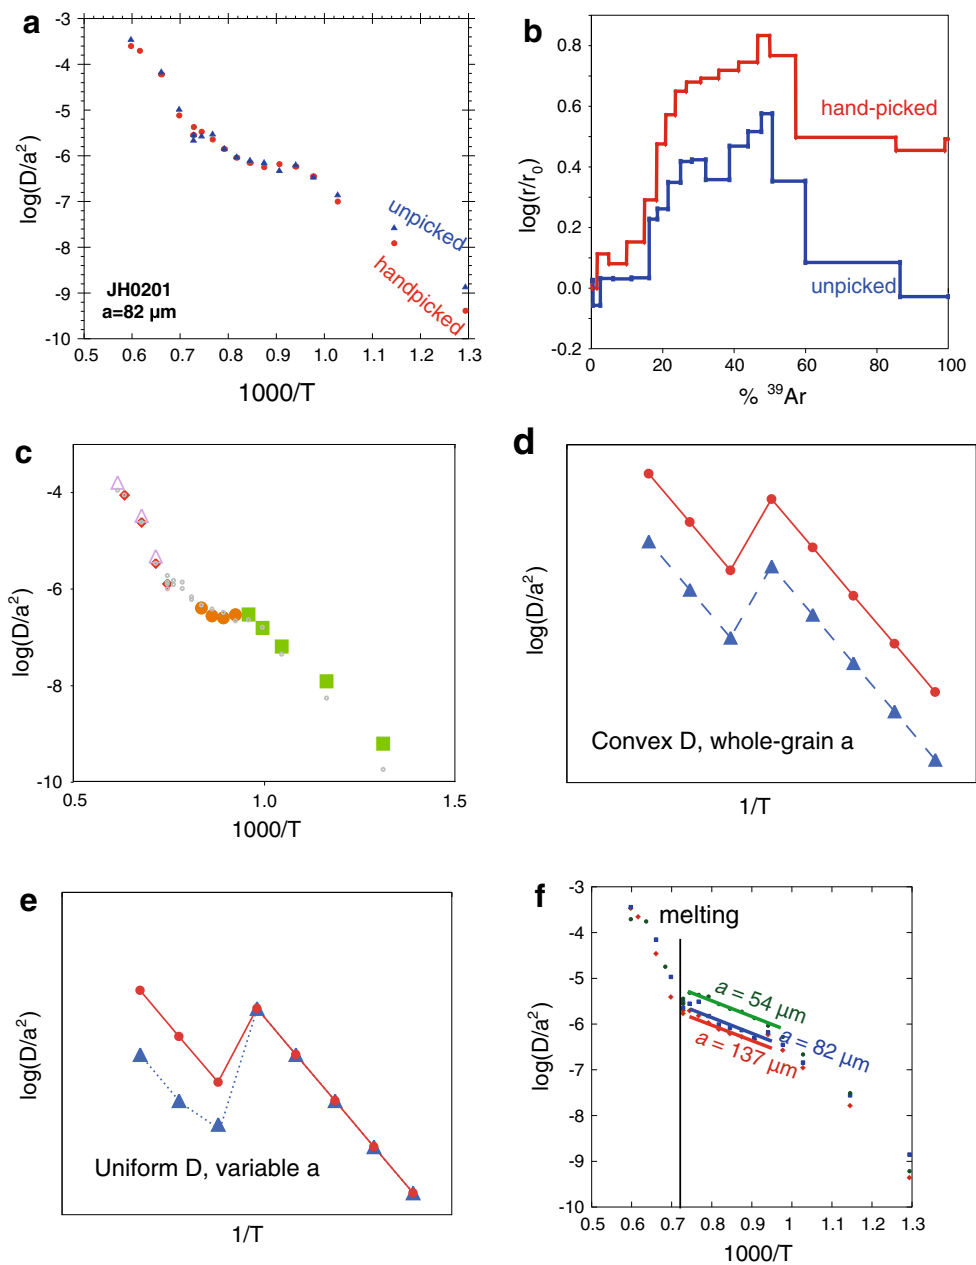 a
-3
-4
-5
-6
-7
-8
-9
-10
log(D/a²)
unpicked
handpicked
JH0201
a=82 µm
0.5 0.6 0.7 0.8 0.9 1.0 1.1 1.2 1.3
1000/T
b
0.8
0.6
0.4
0.2
0.0
-0.2
log(r/r₀)
hand-picked
unpicked
0 20 40 60 80 100
% ³⁹Ar
c
-4
-6
-8
-10
log(D/a²)
0.5 1.0 1.5
1000/T
d
log(D/a²)
Convex D, whole-grain a
1/T
e
log(D/a²)
Uniform D, variable a
1/T
f
-3
-4
-5
-6
-7
-8
-9
-10
log(D/a²)
melting
a = 54 µm
a = 82 µm
a = 137 µm
0.5 0.6 0.7 0.8 0.9 1 1.1 1.2 1.3
1000/T